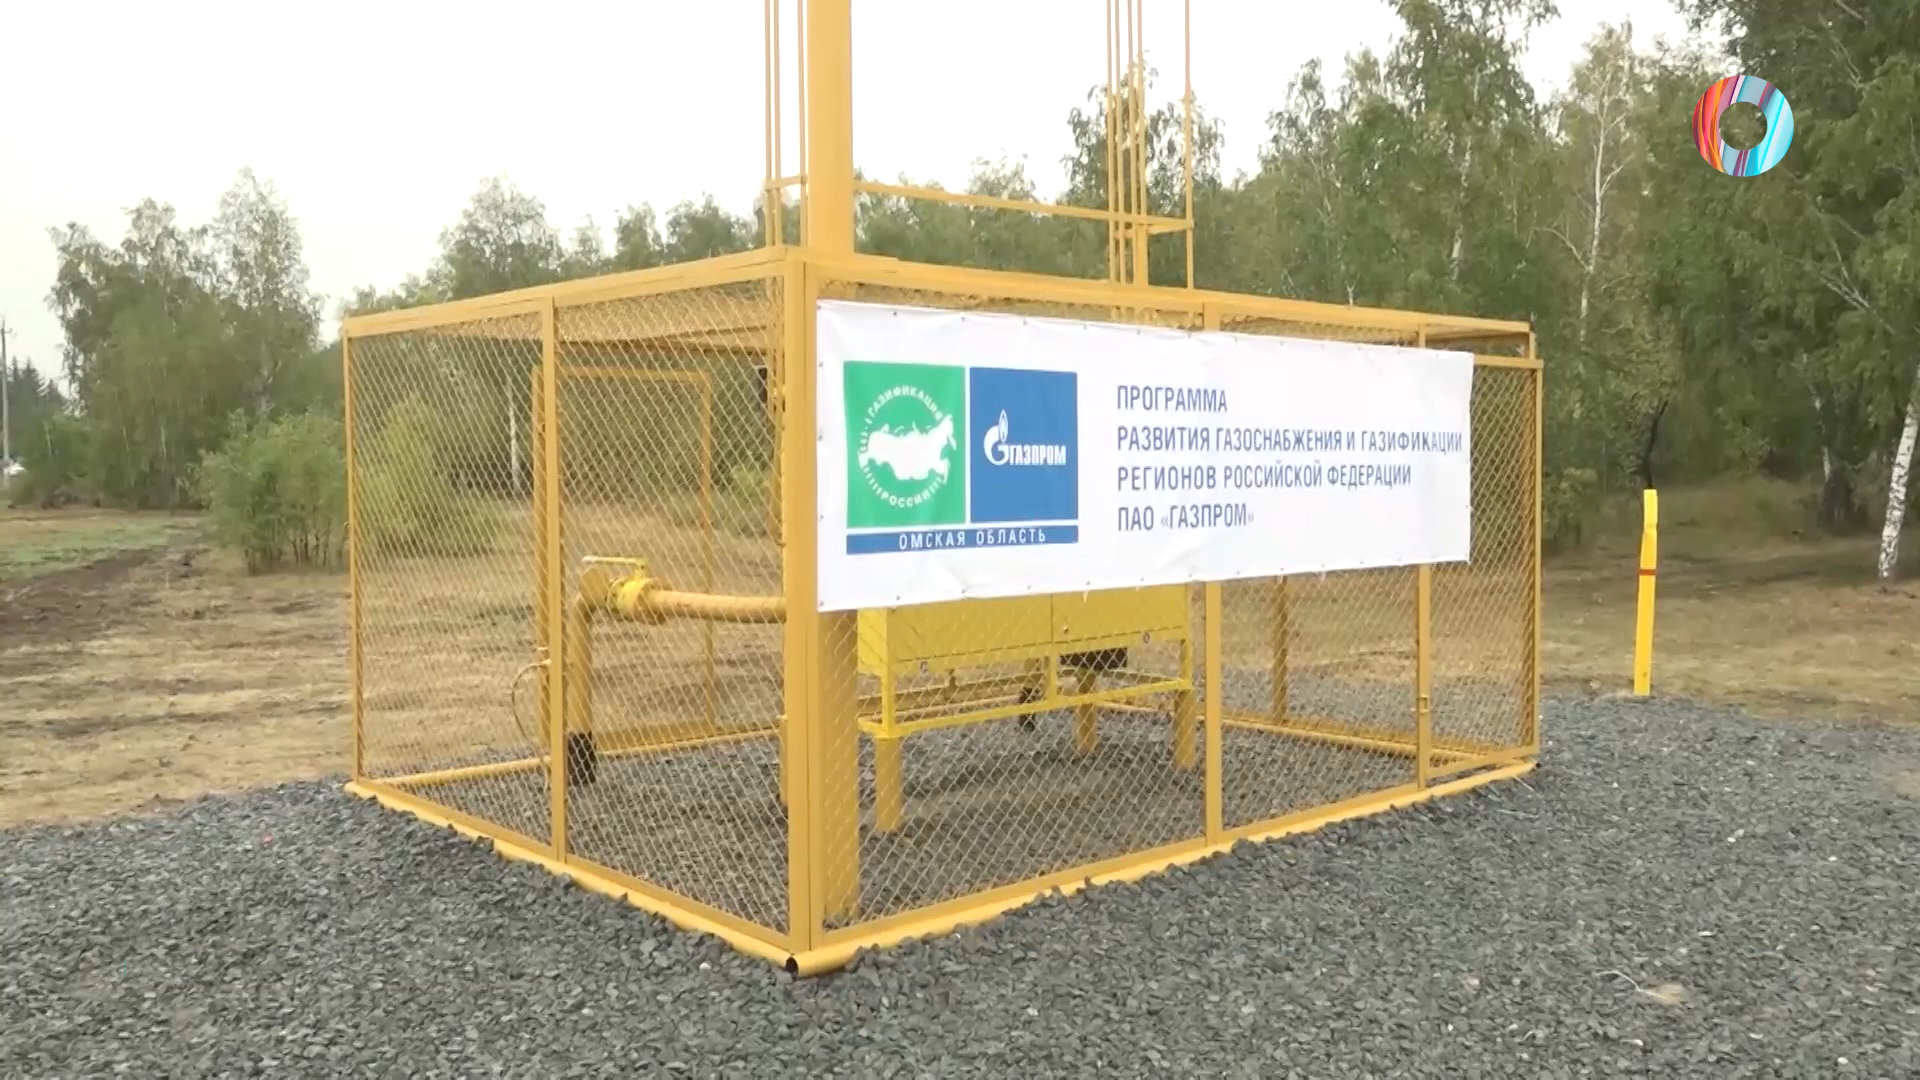 ГАЗИФИКАЦИЯ
РОССИИ
ГАЗПРОМ
ОМСКАЯ ОБЛАСТЬ
ПРОГРАММА
РАЗВИТИЯ ГАЗОСНАБЖЕНИЯ И ГАЗИФИКАЦИИ
РЕГИОНОВ РОССИЙСКОЙ ФЕДЕРАЦИИ
ПАО «ГАЗПРОМ»